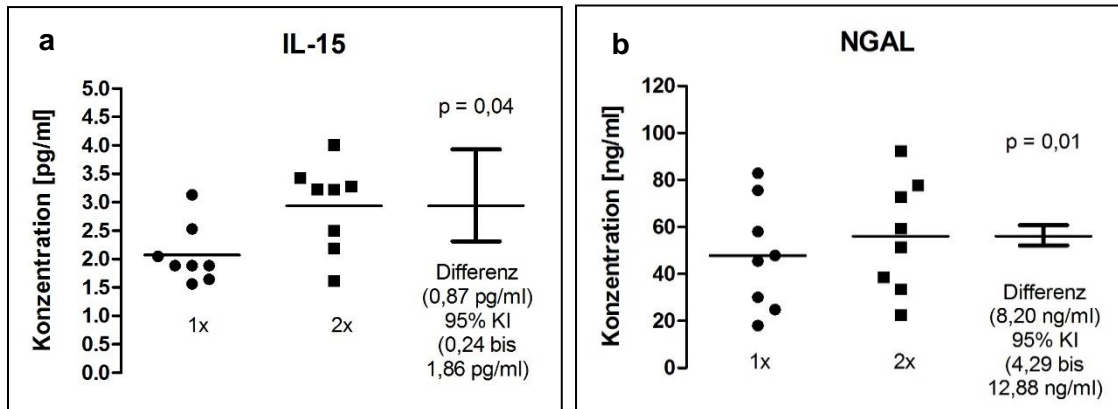 a
IL-15
Konzentration [pg/ml]
5.0
4.5
4.0
3.5
3.0
2.5
2.0
1.5
1.0
0.5
0.0
1x
2x
p = 0,04
Differenz
(0,87 pg/ml)
95% KI
(0,24 bis
1,86 pg/ml)
b
NGAL
Konzentration [ng/ml]
120
100
80
60
40
20
0
1x
2x
p = 0,01
Differenz
(8,20 ng/ml)
95% KI
(4,29 bis
12,88 ng/ml)